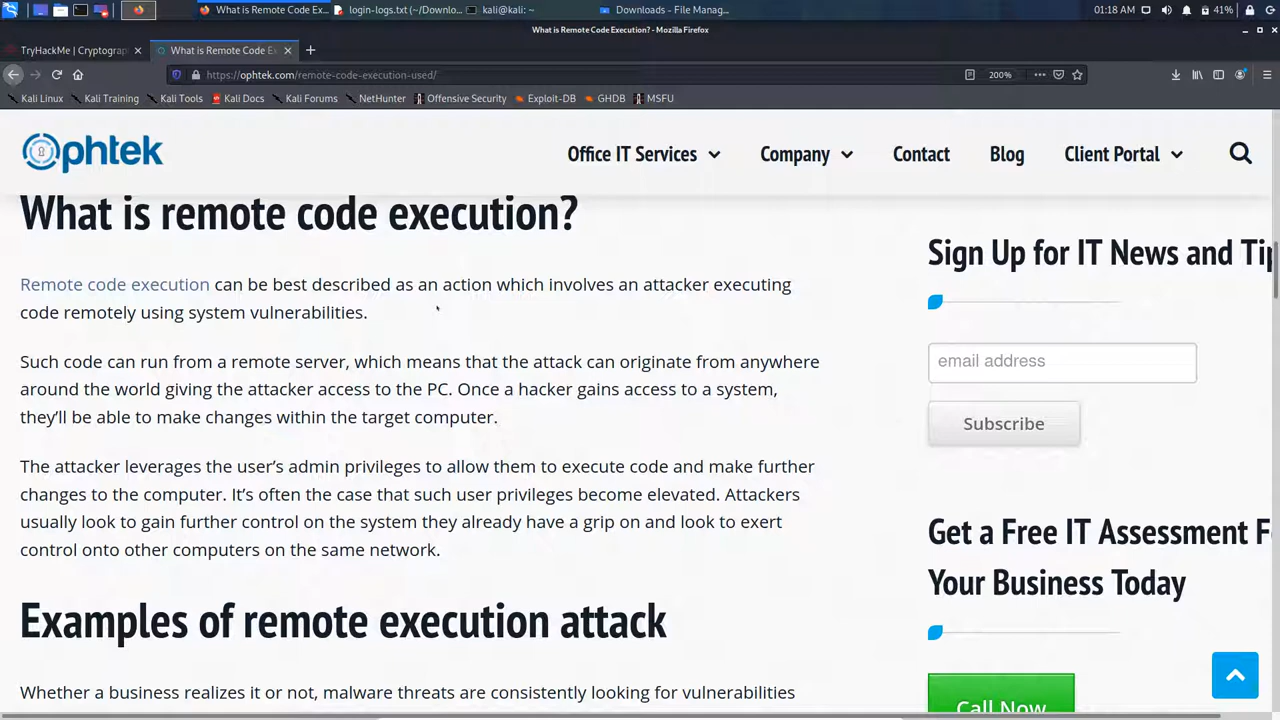 What is Remote Code Ex...
login-logs.txt (~/Downlo...
kali@kali: ~
Downloads - File Manag...
01:18 AM
41%
What is Remote Code Execution? - Mozilla Firefox
TryHackMe | Cryptograp
What is Remote Code E
https://ophtek.com/remote-code-execution-used/
200%
Kali Linux
Kali Training
Kali Tools
Kali Docs
Kali Forums
NetHunter
Offensive Security
Exploit-DB
GHDB
MSFU
Ophtek
Office IT Services
Company
Contact
Blog
Client Portal
What is remote code execution?
Remote code execution can be best described as an action which involves an attacker executing
code remotely using system vulnerabilities.
Such code can run from a remote server, which means that the attack can originate from anywhere
around the world giving the attacker access to the PC. Once a hacker gains access to a system,
they'll be able to make changes within the target computer.
The attacker leverages the user's admin privileges to allow them to execute code and make further
changes to the computer. It's often the case that such user privileges become elevated. Attackers
usually look to gain further control on the system they already have a grip on and look to exert
control onto other computers on the same network.
Examples of remote execution attack
Whether a business realizes it or not, malware threats are consistently looking for vulnerabilities
Sign Up for IT News and Tip
email address
Subscribe
Get a Free IT Assessment F
Your Business Today
Call Now